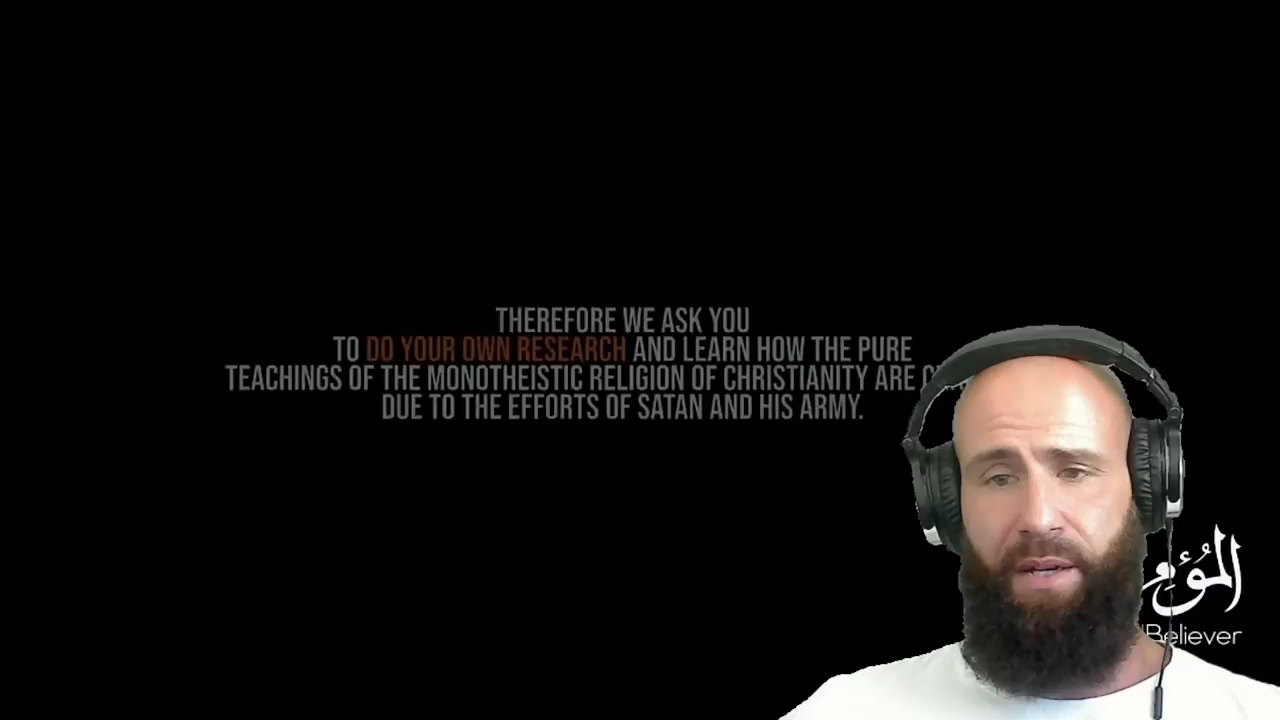 THEREFORE WE ASK YOU
TO DO YOUR OWN RESEARCH AND LEARN HOW THE PURE
TEACHINGS OF THE MONOTHEISTIC RELIGION OF CHRISTIANITY ARE
DUE TO THE EFFORTS OF SATAN AND HIS ARMY.
Believer